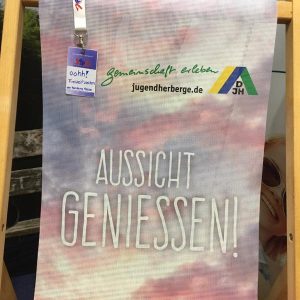 gemeinschaft erleben
jugendherberge.de
DJH
AUSSICHT
GENIESSEN!